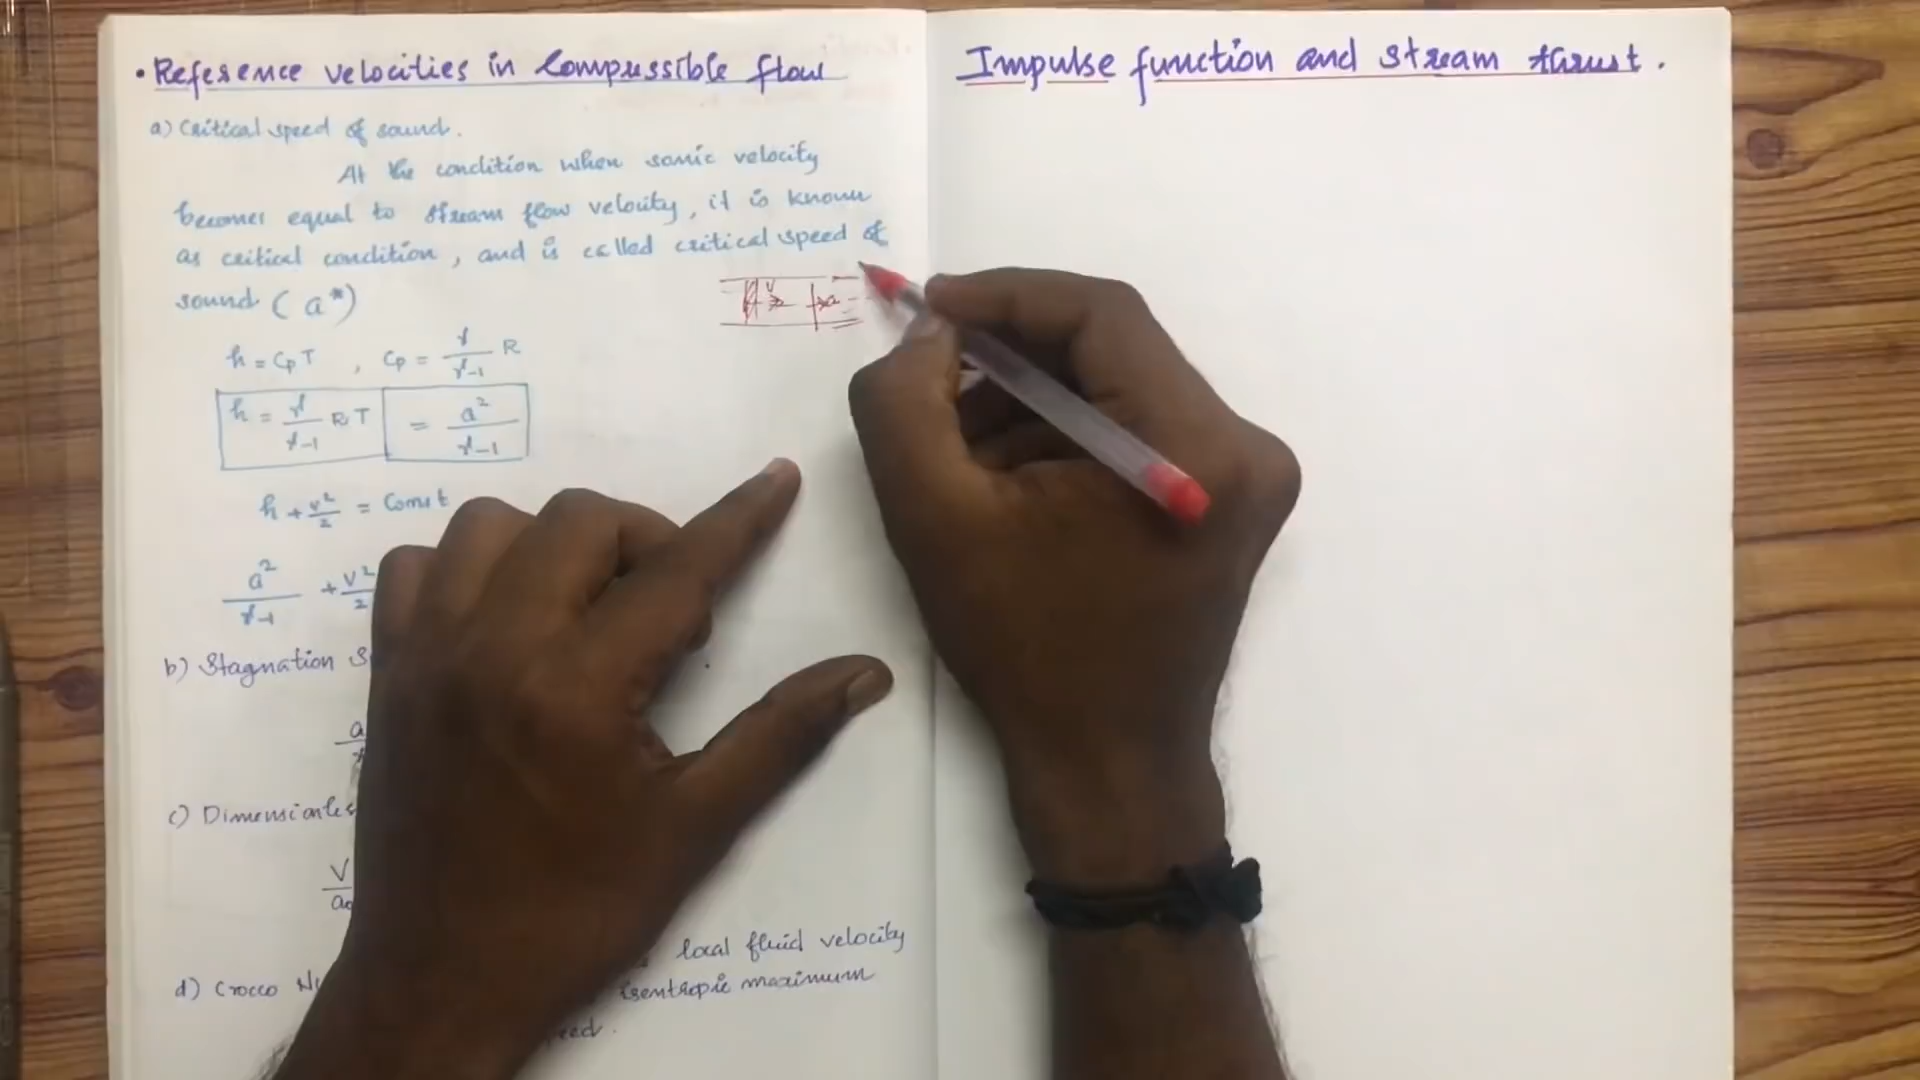 • Reference velocities in Compressible flow
a) Critical speed of sound.
At the condition when sonic velocity
becomes equal to stream flow velocity, it is known
as critical condition, and is called critical speed of
sound (a*)
V a
h = CpT , Cp = γ/γ-1 R
h = γ/γ-1 RT = a²/γ-1
h + v²/2 = Const
a²/γ-1 + V²/2
b) Stagnation
a
c) Dimensionles
V/a₀
local fluid velocity
d) Crocco isentropic maximum
Impulse function and stream thrust.